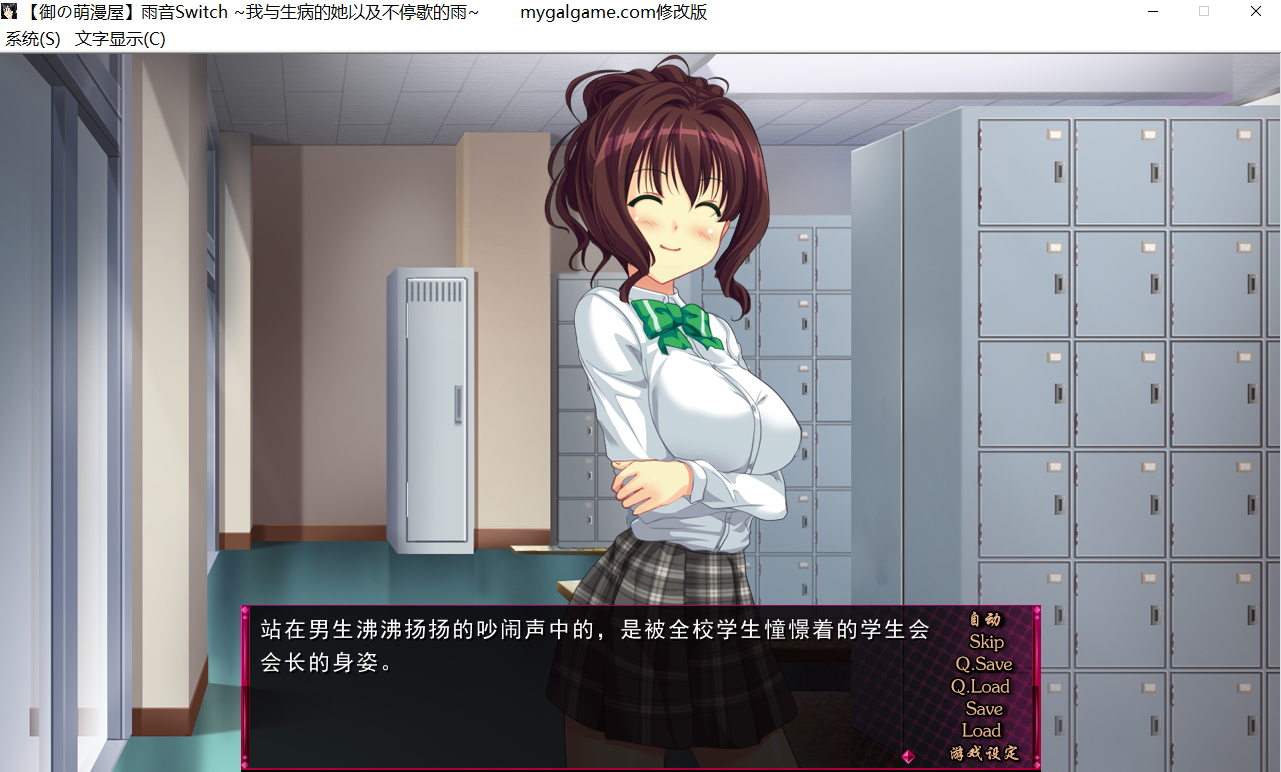 【御の萌漫屋】雨音Switch ~我与生病的她以及不停歇的雨~ mygalgame.com修改版
系统(S) 文字显示(C)
站在男生沸沸扬扬的吵闹声中的，是被全校学生憧憬着的学生会
会长的身姿。
自动
Skip
Q.Save
Q.Load
Save
Load
游戏设定